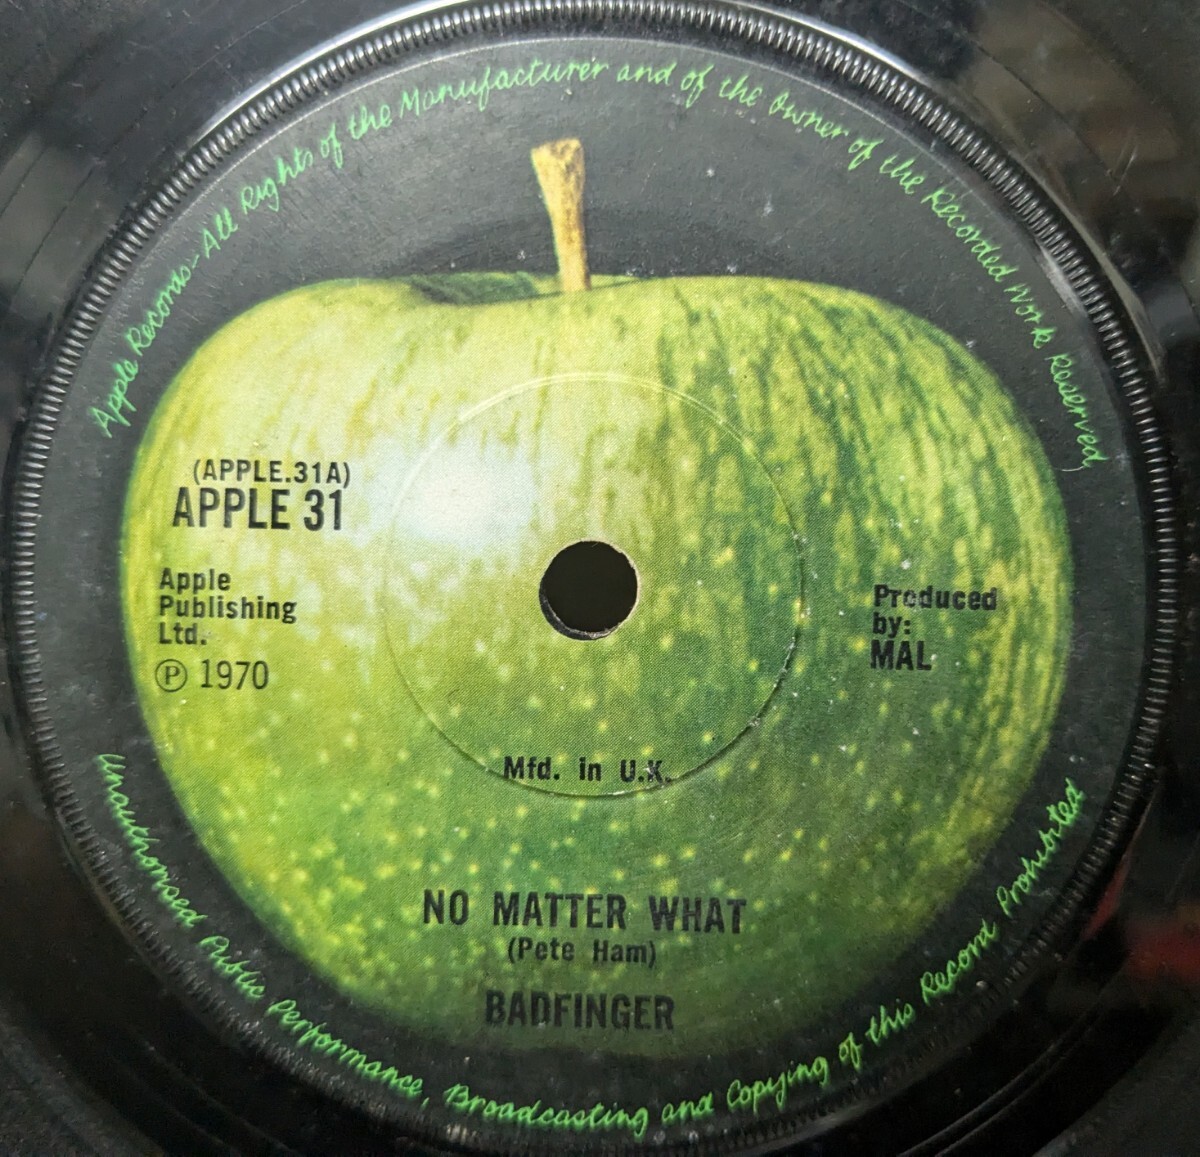 Apple Records - All Rights of the Manufacturer and of the Owner of the Recorded Work Reserved
(APPLE.31A)
APPLE 31
Apple
Publishing
Ltd.
℗ 1970
Produced
by:
MAL
Mfd. in U.K.
NO MATTER WHAT
(Pete Ham)
BADFINGER
Unauthorised Public Performance, Broadcasting and Copying of this Record Prohibited